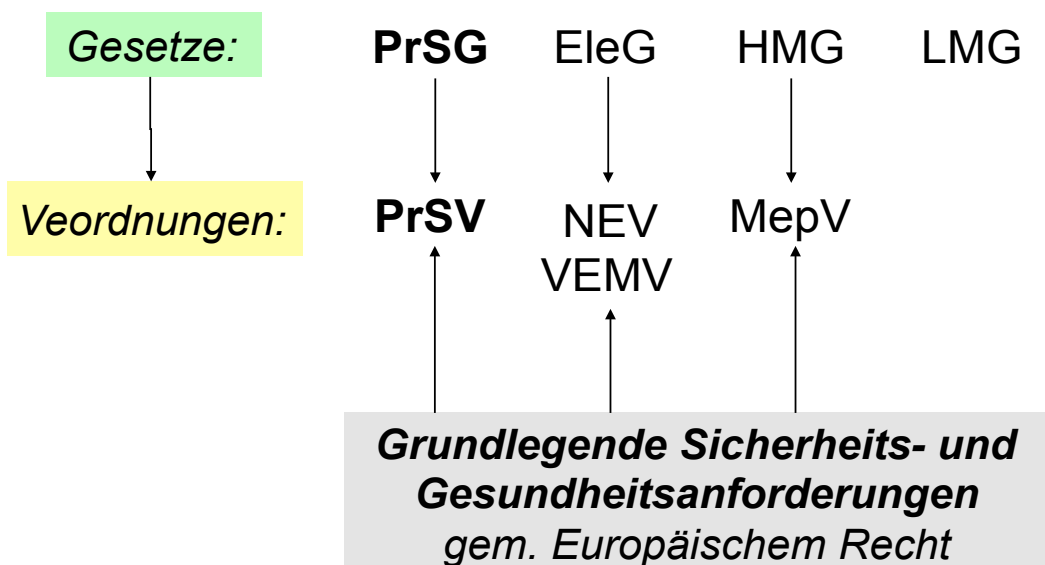 Gesetze: PrSG EleG HMG LMG
Veordnungen: PrSV NEV MepV
VEMV
Grundlegende Sicherheits- und
Gesundheitsanforderungen
gem. Europäischem Recht